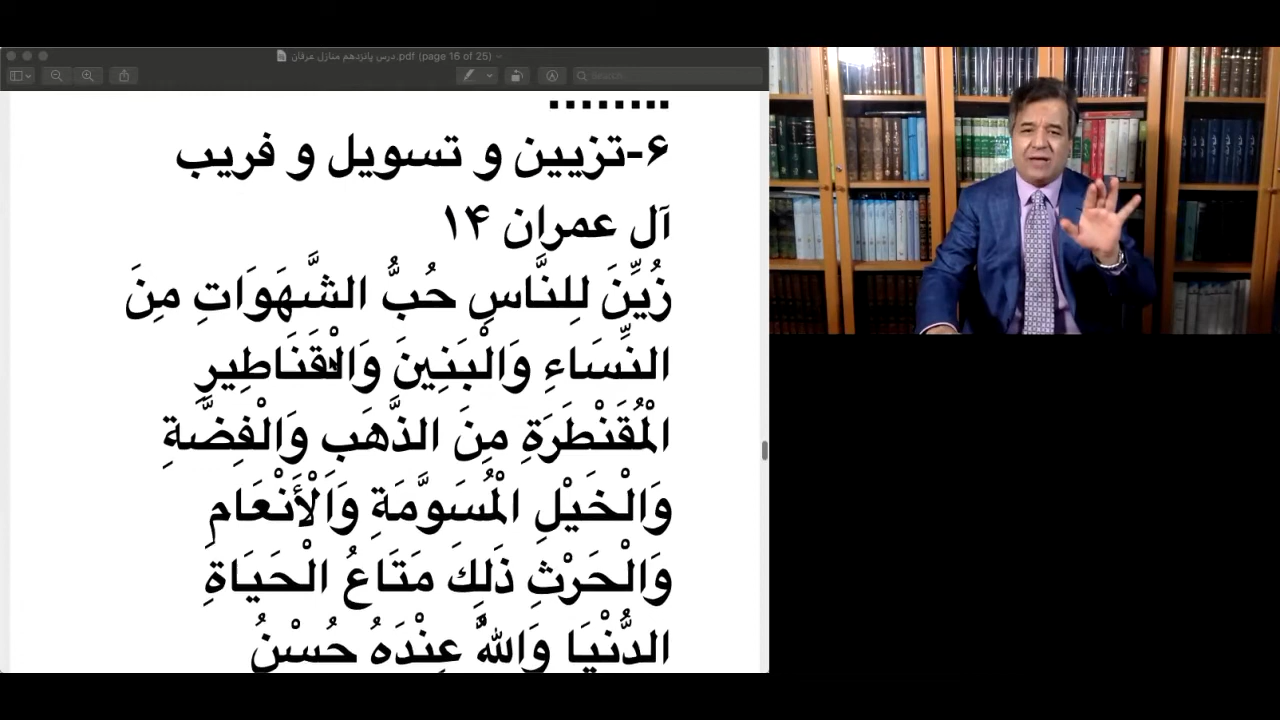 درس پانزدهم منازل عرفان.pdf (page 16 of 25)
Search
........
۶-تزیین و تسویل و فریب
آل عمران ۱۴
زُيِّنَ لِلنَّاسِ حُبُّ الشَّهَوَاتِ مِنَ
النِّسَاءِ وَالْبَنِينَ وَالْقَنَاطِيرِ
الْمُقَنْطَرَةِ مِنَ الذَّهَبِ وَالْفِضَّةِ
وَالْخَيْلِ الْمُسَوَّمَةِ وَالْأَنْعَامِ
وَالْحَرْثِ ذَلِكَ مَتَاعُ الْحَيَاةِ
الدُّنْيَا وَاللَّهُ عِنْدَهُ حُسْنُ